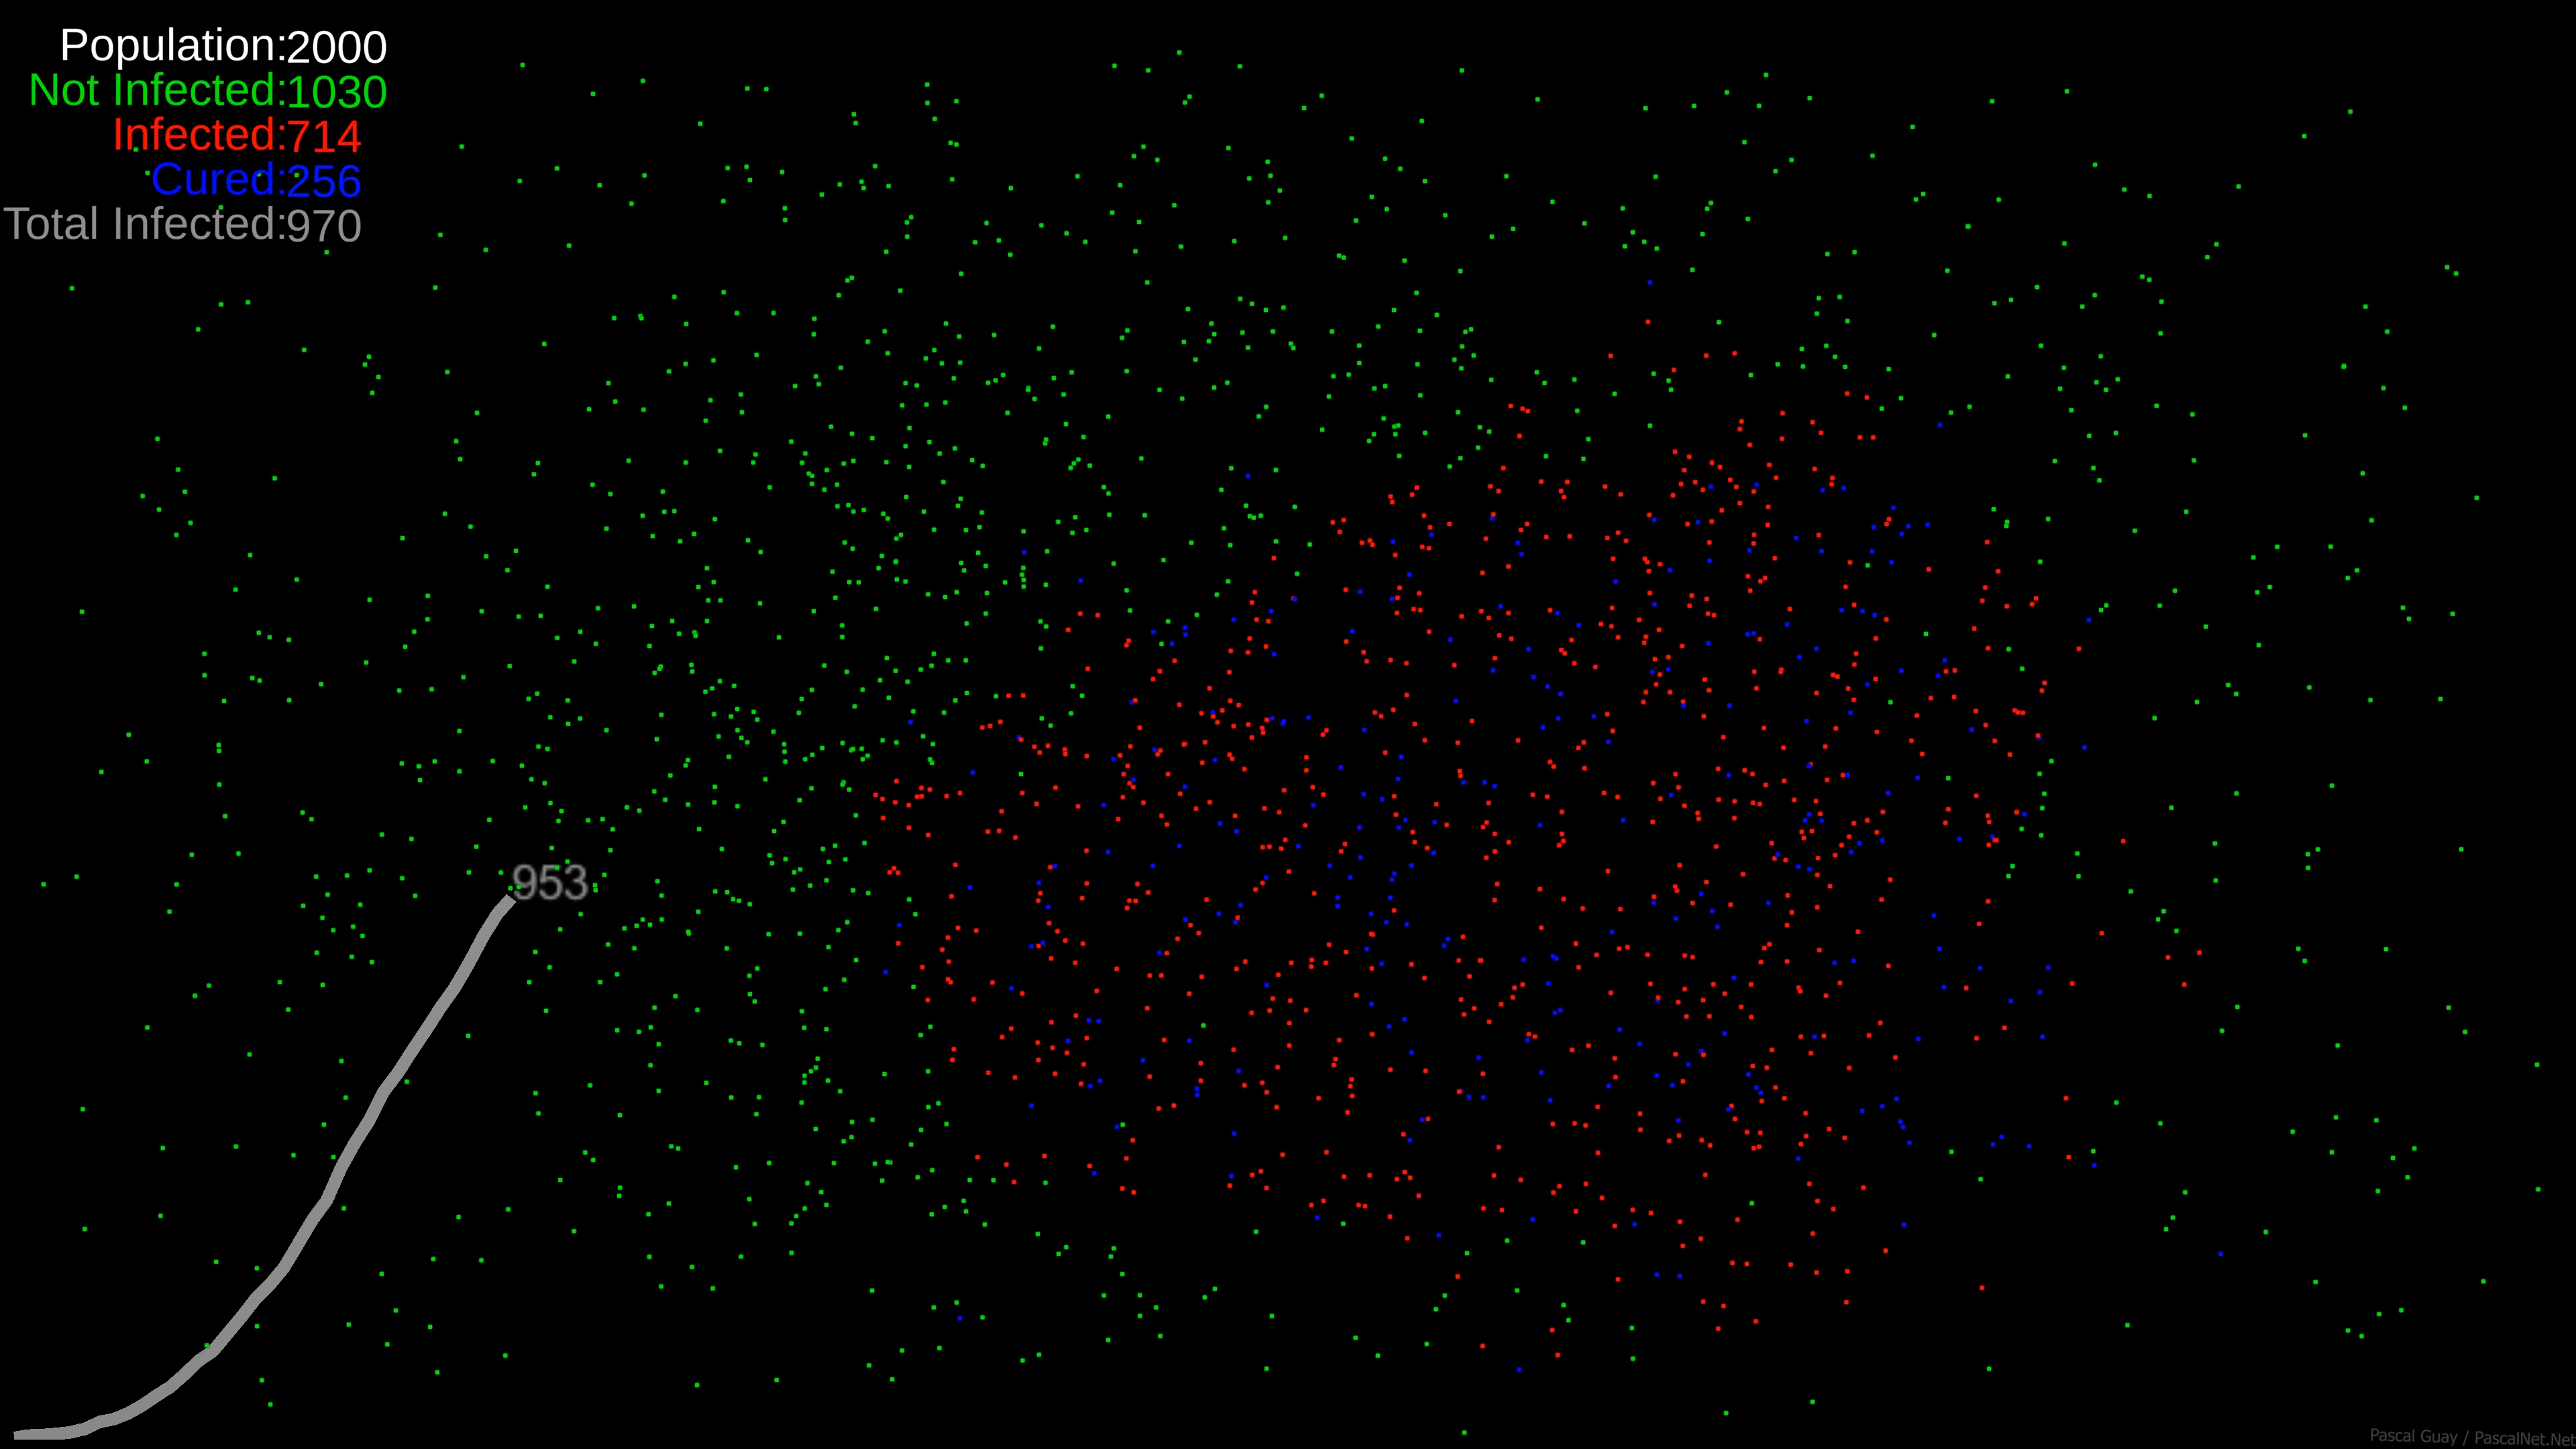 Population:2000
Not Infected:1030
Infected:714
Cured:256
Total Infected:970
953
Pascal Guay / PascalNet.Net